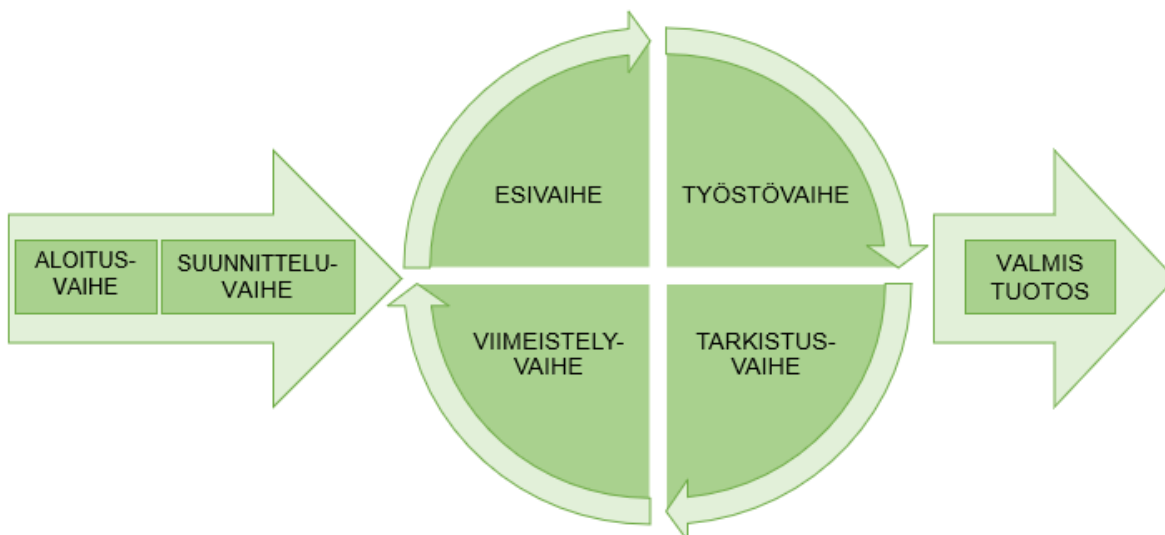 ALOITUS-
VAIHE
SUUNNITTELU-
VAIHE
ESIVAIHE
TYÖSTÖVAIHE
TARKISTUS-
VAIHE
VIIMEISTELY-
VAIHE
VALMIS
TUOTOS